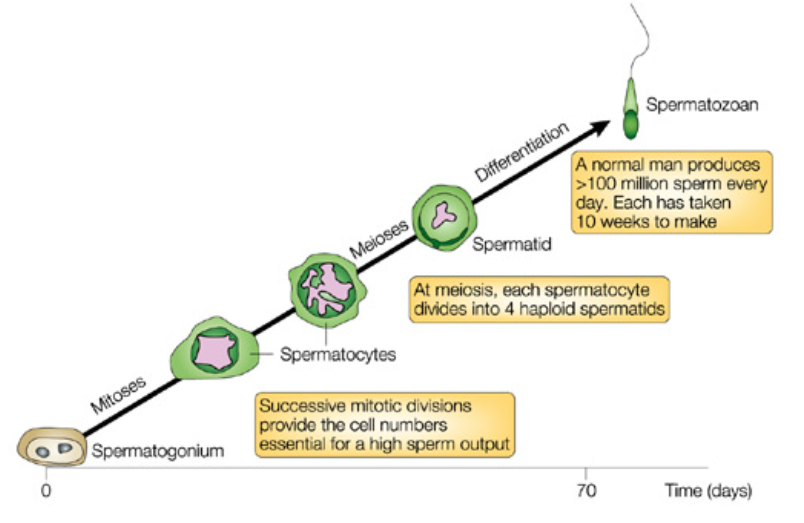 Spermatozoan
Differentiation
A normal man produces
>100 million sperm every
day. Each has taken
10 weeks to make
Meioses
Spermatid
At meiosis, each spermatocyte
divides into 4 haploid spermatids
Spermatocytes
Mitoses
Successive mitotic divisions
provide the cell numbers
essential for a high sperm output
Spermatogonium
0
70
Time (days)